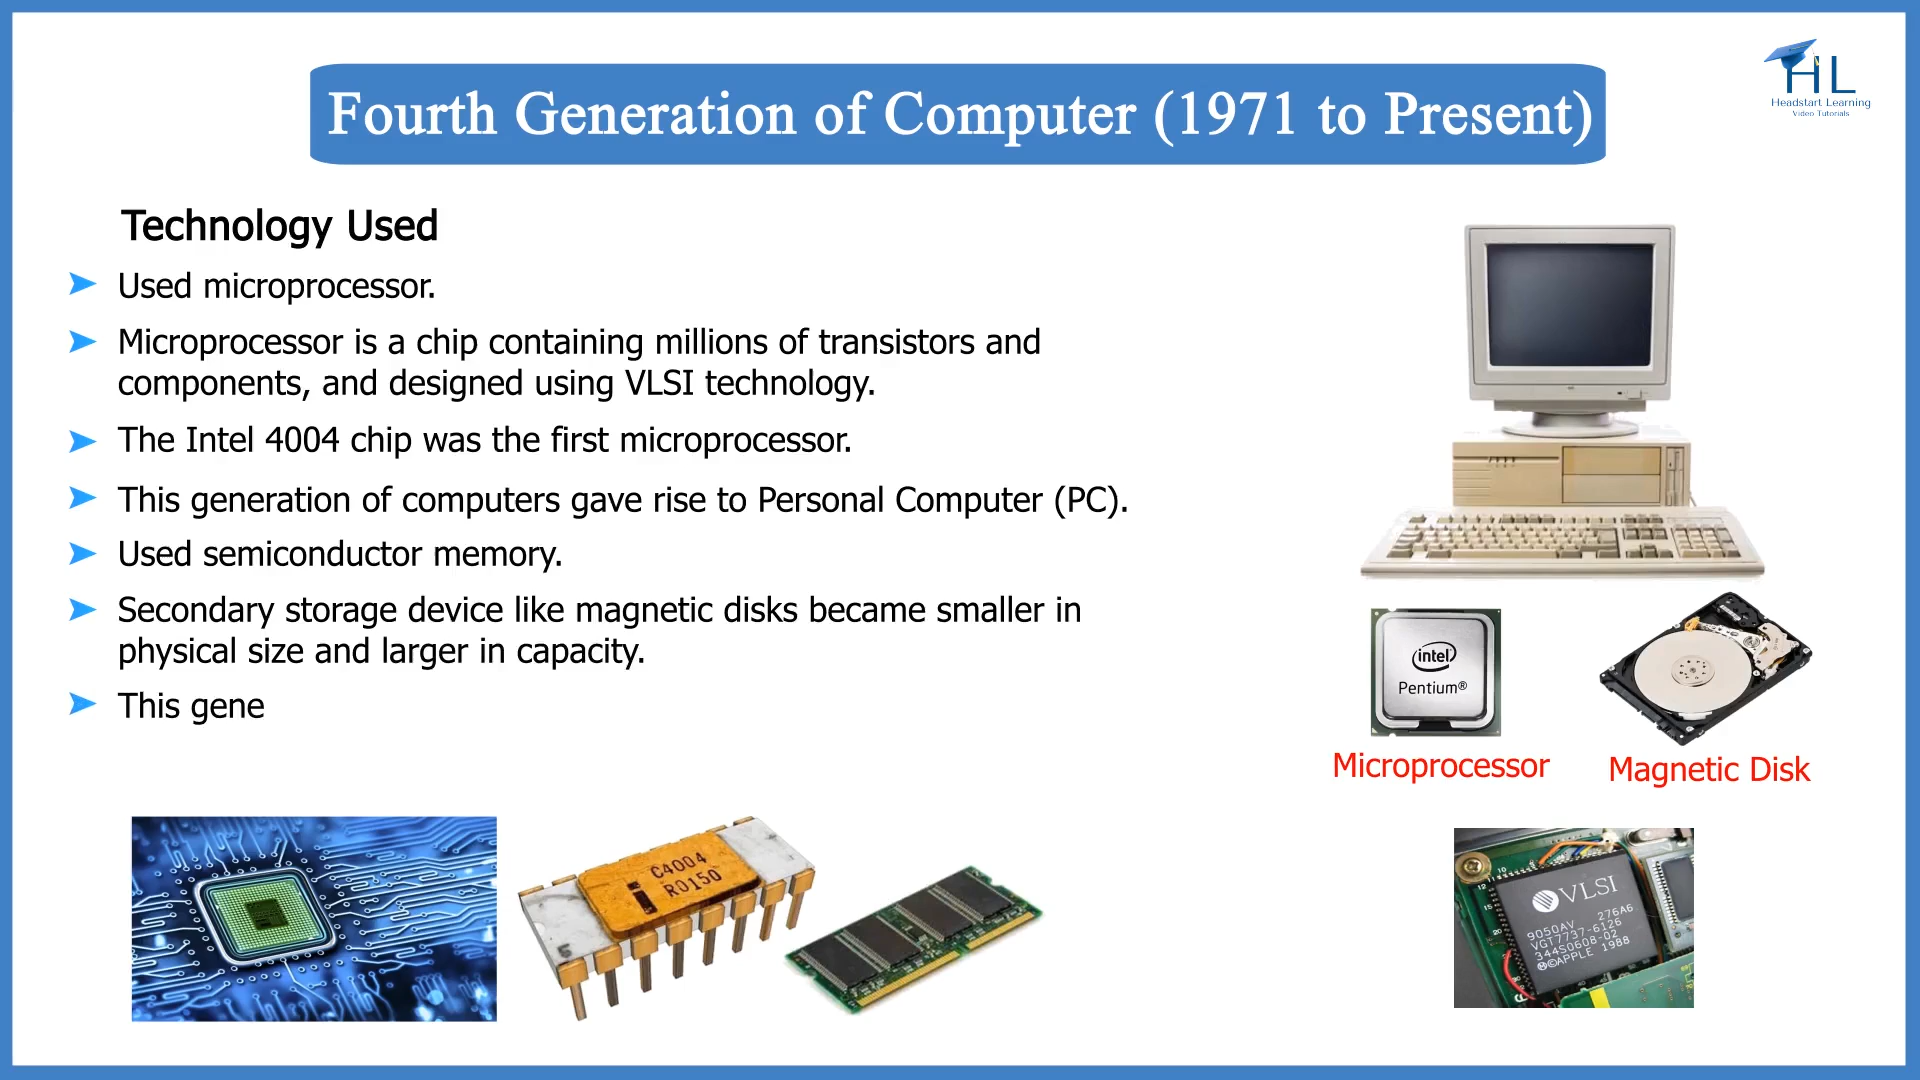 HL
Headstart Learning
Video Tutorials
Fourth Generation of Computer (1971 to Present)
Technology Used
Used microprocessor.
Microprocessor is a chip containing millions of transistors and
components, and designed using VLSI technology.
The Intel 4004 chip was the first microprocessor.
This generation of computers gave rise to Personal Computer (PC).
Used semiconductor memory.
Secondary storage device like magnetic disks became smaller in
physical size and larger in capacity.
This gene
intel
Pentium®
Microprocessor
Magnetic Disk
C4004
R0150
VLSI
9050AV 276A6
VGT7737-6126
344S0608-02
Ⓜ©APPLE 1988